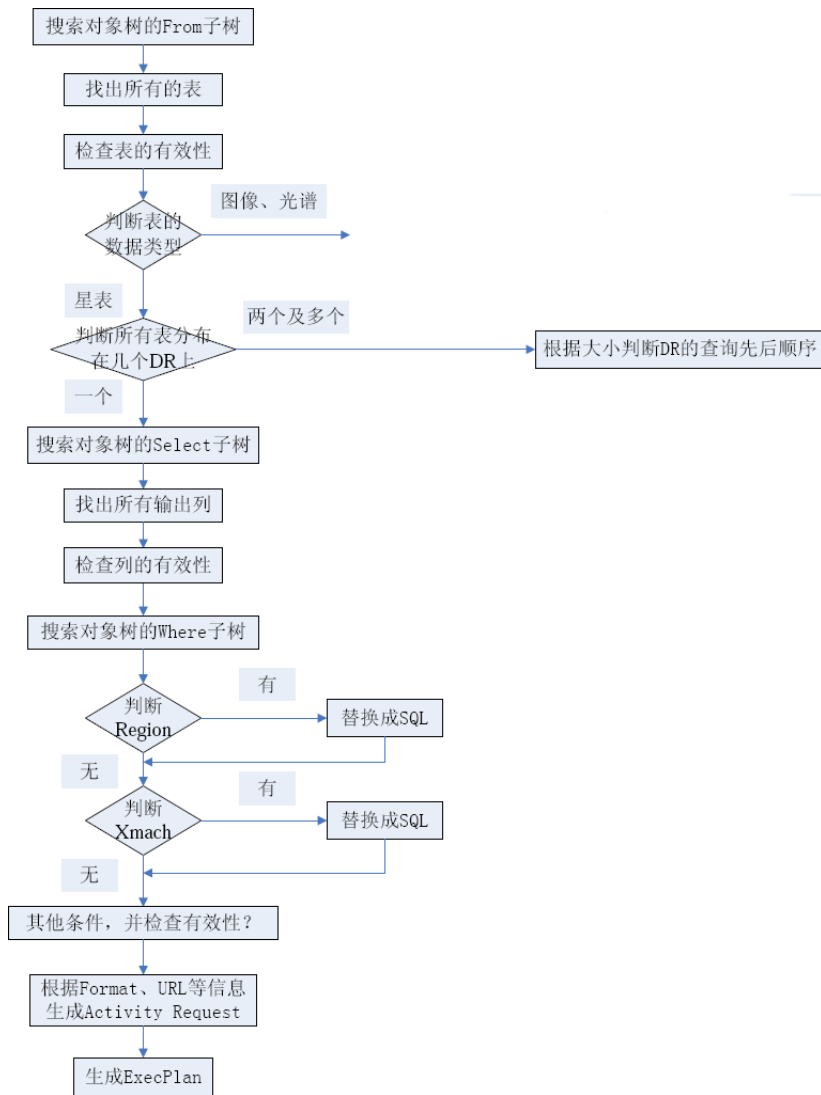 搜索对象树的From子树
找出所有的表
检查表的有效性
图像、光谱
判断表的
数据类型
星表
两个及多个
判断所有表分布
在几个DR上
根据大小判断DR的查询先后顺序
一个
搜索对象树的Select子树
找出所有输出列
检查列的有效性
搜索对象树的Where子树
有
判断
Region
替换成SQL
无
有
判断
Xmach
替换成SQL
无
其他条件，并检查有效性？
根据Format、URL等信息
生成Activity Request
生成ExecPlan